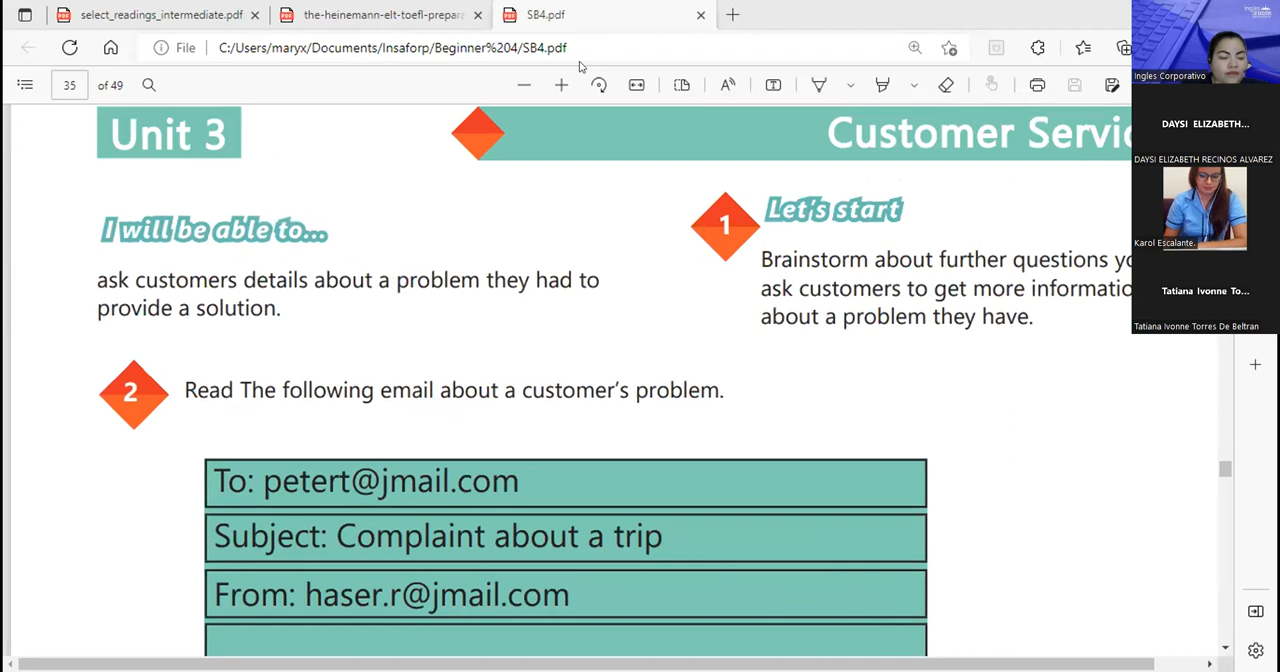 select_readings_intermediate.pdf
the-heinemann-elt-toefl-prepara
SB4.pdf
File
C:/Users/maryx/Documents/Insaforp/Beginner%204/SB4.pdf
35
of 49
Unit 3
Customer Servi
I will be able to...
ask customers details about a problem they had to
provide a solution.
1
Let's start
Brainstorm about further questions yo
ask customers to get more informatio
about a problem they have.
2
Read The following email about a customer's problem.
To: petert@jmail.com
Subject: Complaint about a trip
From: haser.r@jmail.com
Ingles Corporativo
DAYSI ELIZABETH...
DAYSI ELIZABETH RECINOS ALVAREZ
Karol Escalante.
Tatiana Ivonne To...
Tatiana Ivonne Torres De Beltran